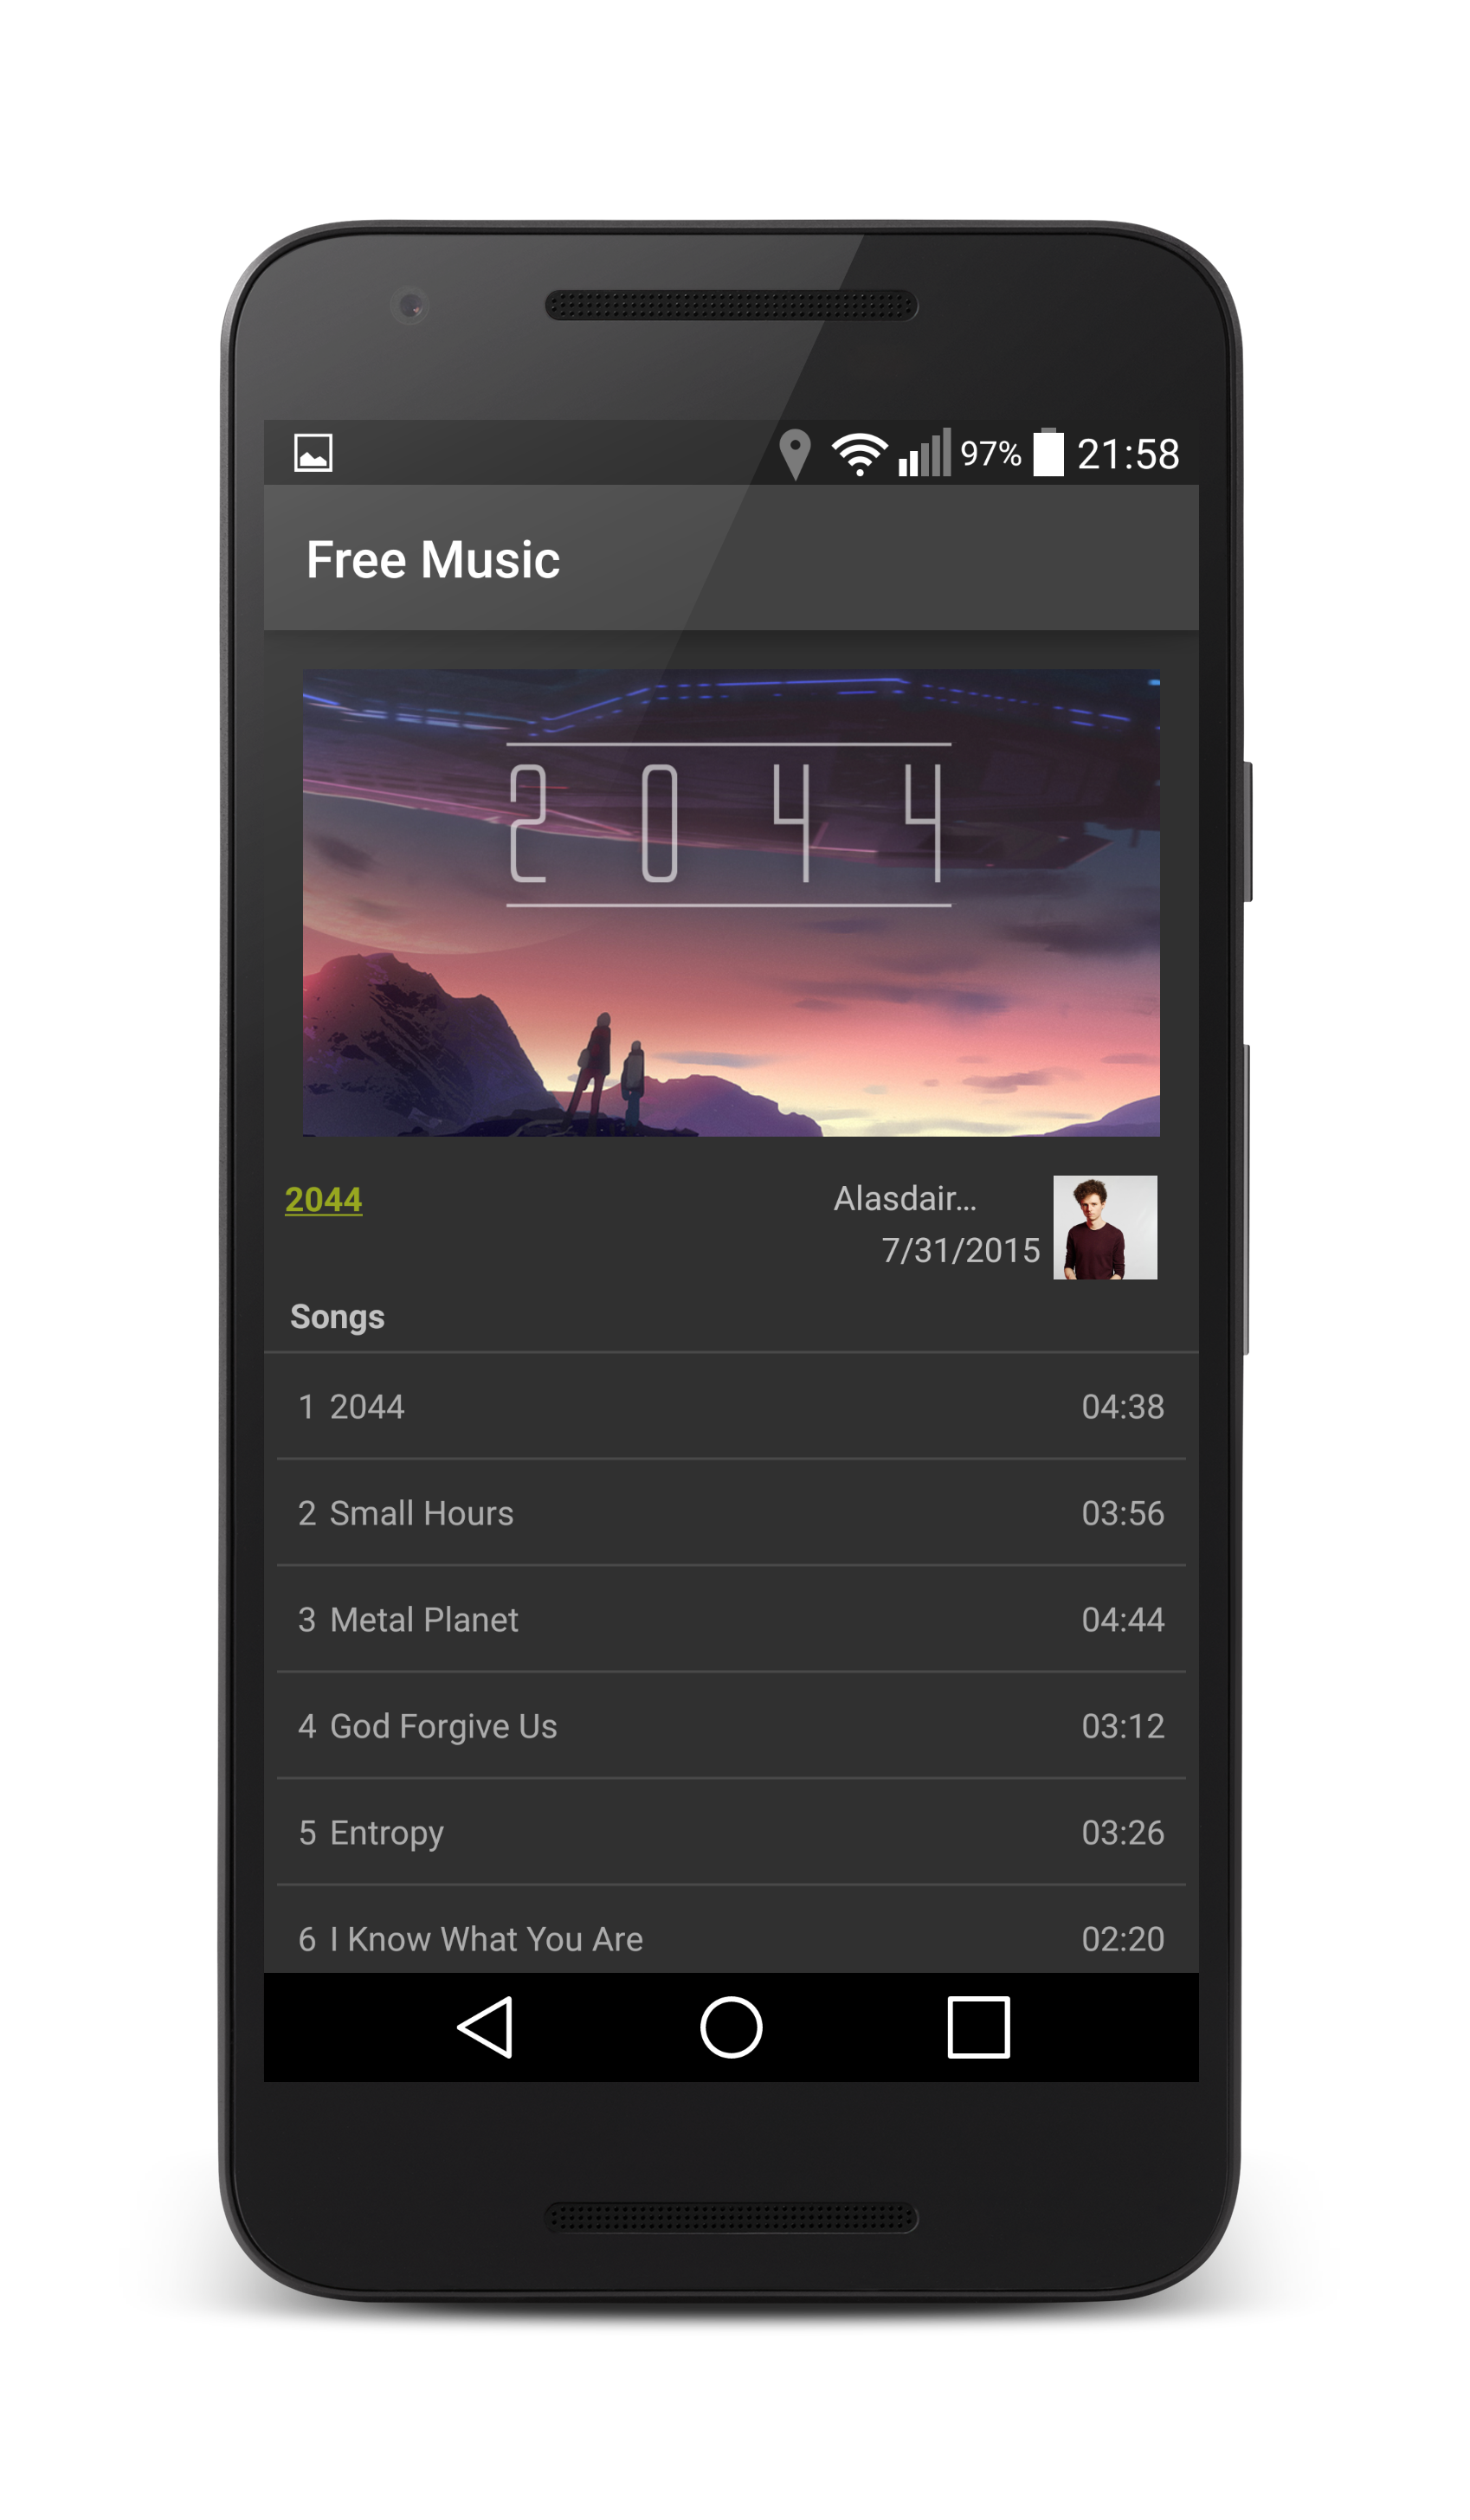 97% 21:58
Free Music
2044
2044 Alasdair...
7/31/2015
Songs
1 2044 04:38
2 Small Hours 03:56
3 Metal Planet 04:44
4 God Forgive Us 03:12
5 Entropy 03:26
6 I Know What You Are 02:20